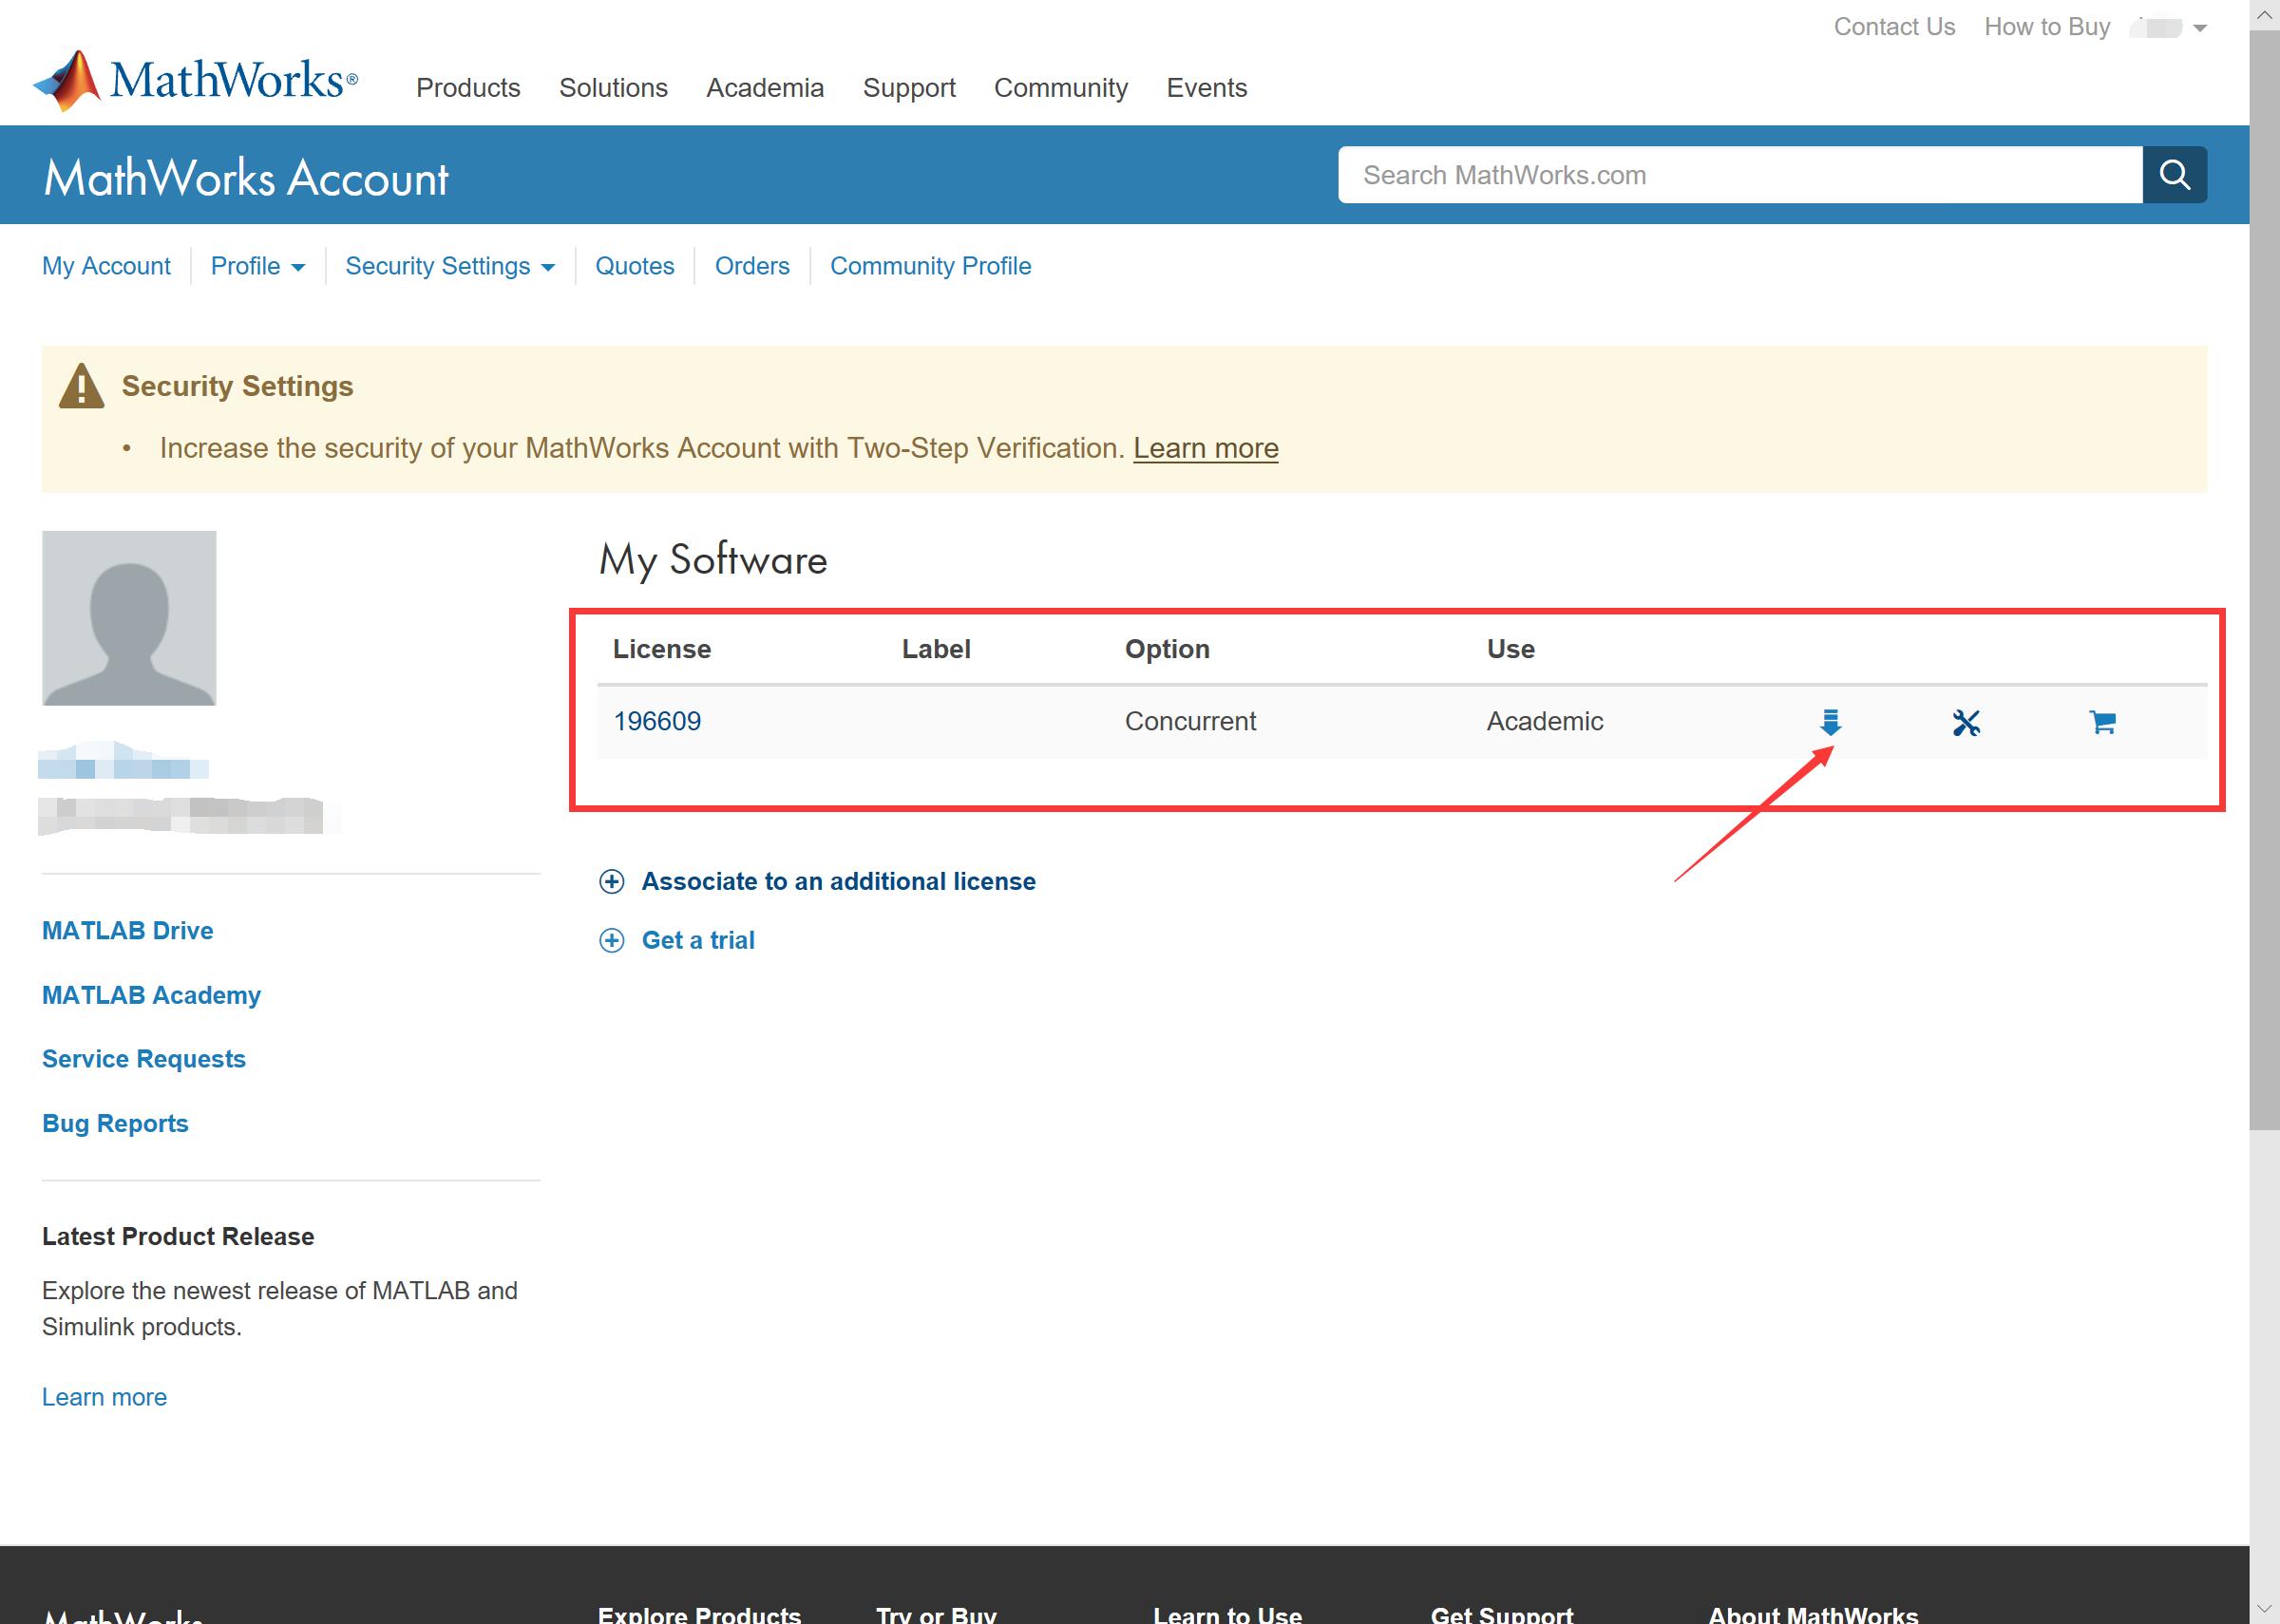 Contact Us How to Buy
MathWorks®
Products Solutions Academia Support Community Events
MathWorks Account
Search MathWorks.com
My Account Profile Security Settings Quotes Orders Community Profile
Security Settings
• Increase the security of your MathWorks Account with Two-Step Verification. Learn more
My Software
License Label Option Use
196609 Concurrent Academic
Associate to an additional license
Get a trial
MATLAB Drive
MATLAB Academy
Service Requests
Bug Reports
Latest Product Release
Explore the newest release of MATLAB and
Simulink products.
Learn more
MathWorks
Explore Products Try or Buy Learn to Use Get Support About MathWorks